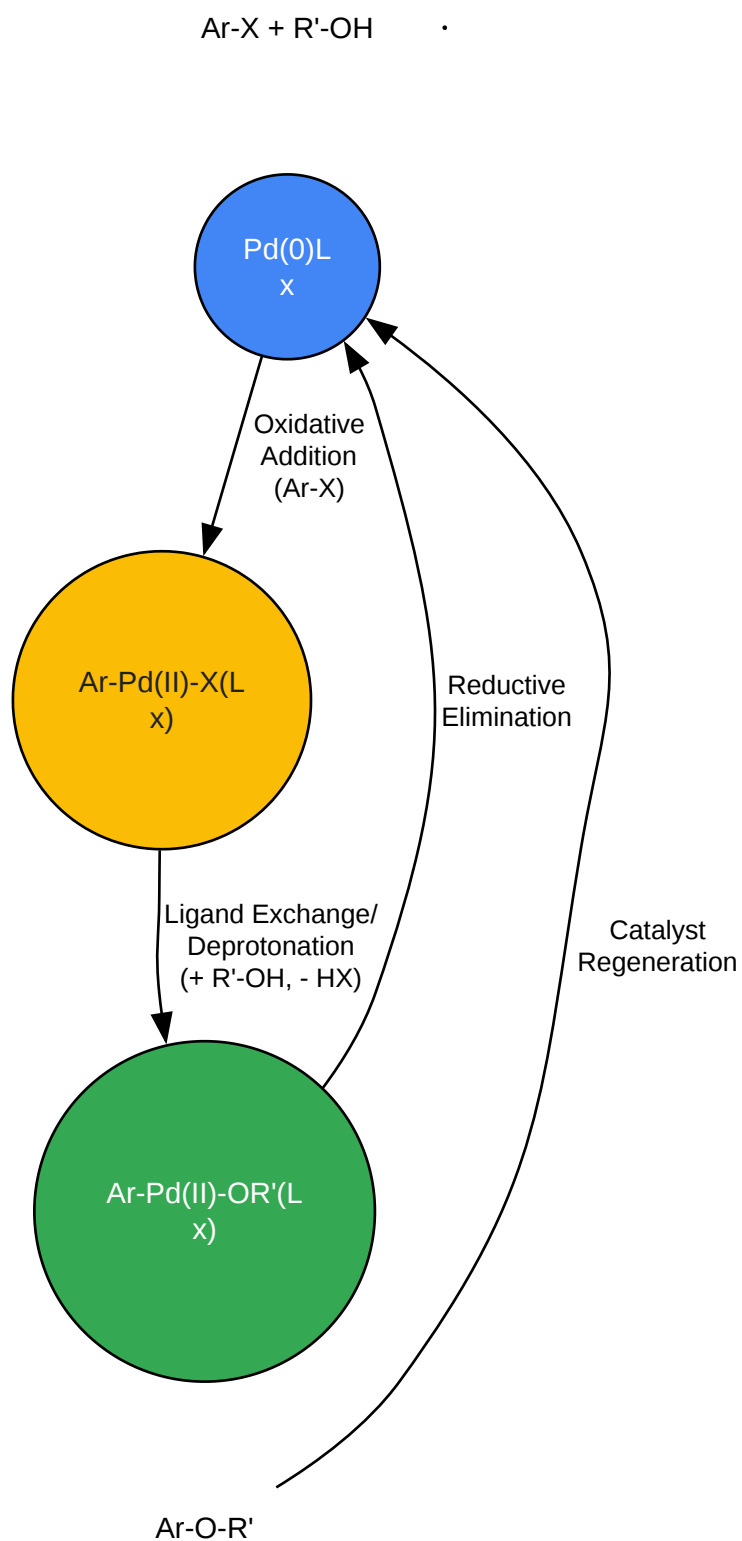 Ar-X + R'-OH
Pd(0)L
x
Oxidative
Addition
(Ar-X)
Ar-Pd(II)-X(L
x)
Reductive
Elimination
Ligand Exchange/
Deprotonation
(+ R'-OH, - HX)
Catalyst
Regeneration
Ar-Pd(II)-OR'(L
x)
Ar-O-R'